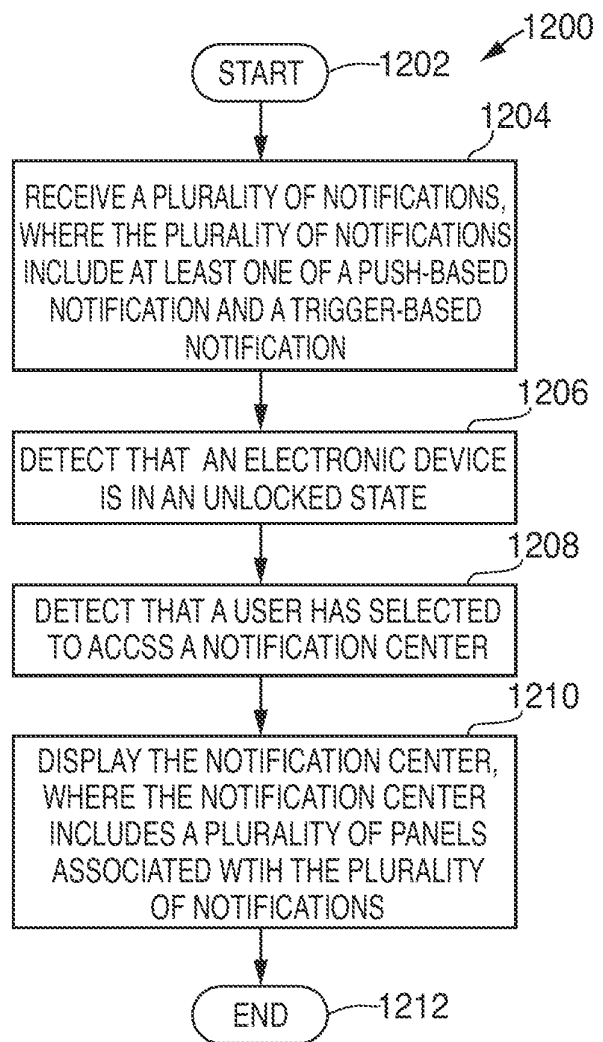 1200
START
1202
1204
RECEIVE A PLURALITY OF NOTIFICATIONS,
WHERE THE PLURALITY OF NOTIFICATIONS
INCLUDE AT LEAST ONE OF A PUSH-BASED
NOTIFICATION AND A TRIGGER-BASED
NOTIFICATION
1206
DETECT THAT AN ELECTRONIC DEVICE
IS IN AN UNLOCKED STATE
1208
DETECT THAT A USER HAS SELECTED
TO ACCSS A NOTIFICATION CENTER
1210
DISPLAY THE NOTIFICATION CENTER,
WHERE THE NOTIFICATION CENTER
INCLUDES A PLURALITY OF PANELS
ASSOCIATED WTIH THE PLURALITY
OF NOTIFICATIONS
END
1212